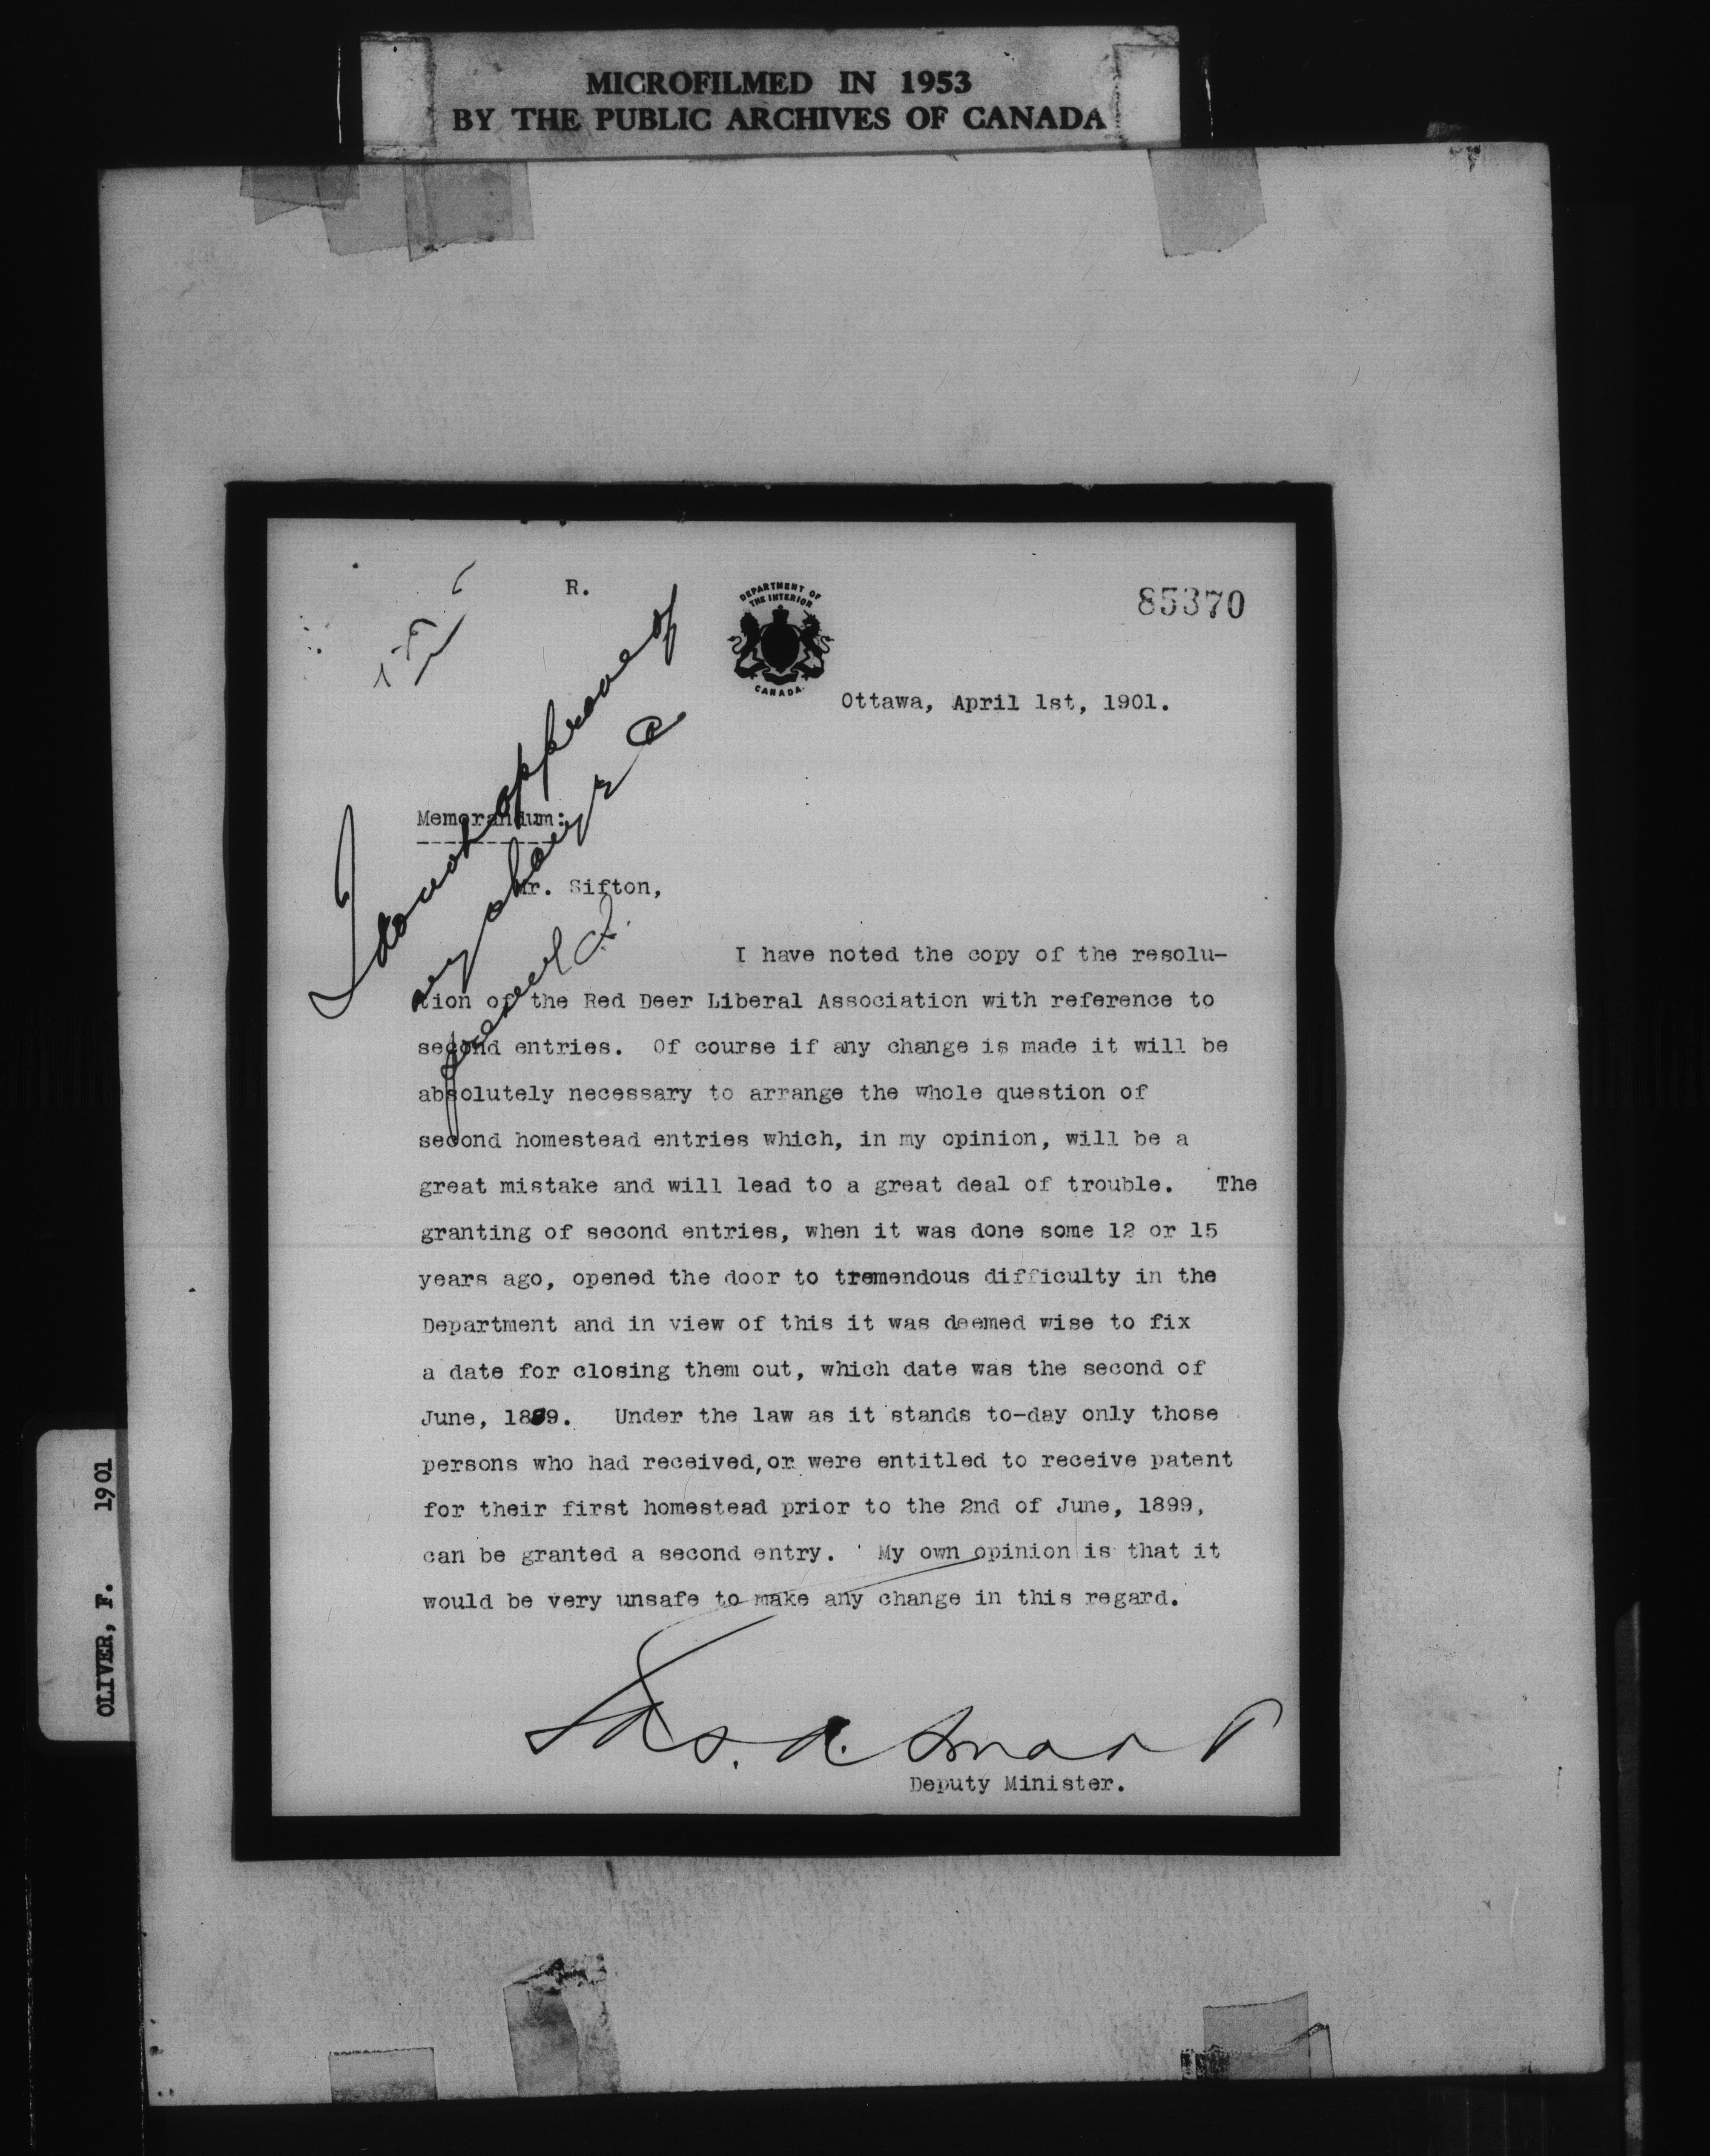 MICROFILMED IN 1953
BY THE PUBLIC ARCHIVES OF CANADA
R.
DEPARTMENT OF
THE INTERIOR
CANADA
85370
Ottawa, April 1st, 1901.
I do not approve of
any change
Memorandum:
Mr. Sifton,
I have noted the copy of the resolu-
tion of the Red Deer Liberal Association with reference to
second entries. Of course if any change is made it will be
absolutely necessary to arrange the whole question of
second homestead entries which, in my opinion, will be a
great mistake and will lead to a great deal of trouble. The
granting of second entries, when it was done some 12 or 15
years ago, opened the door to tremendous difficulty in the
Department and in view of this it was deemed wise to fix
a date for closing them out, which date was the second of
June, 1889. Under the law as it stands to-day only those
persons who had received, or were entitled to receive patent
for their first homestead prior to the 2nd of June, 1899,
can be granted a second entry. My own opinion is that it
would be very unsafe to make any change in this regard.
Jas. A. Smart
Deputy Minister.
OLIVER, F. 1901